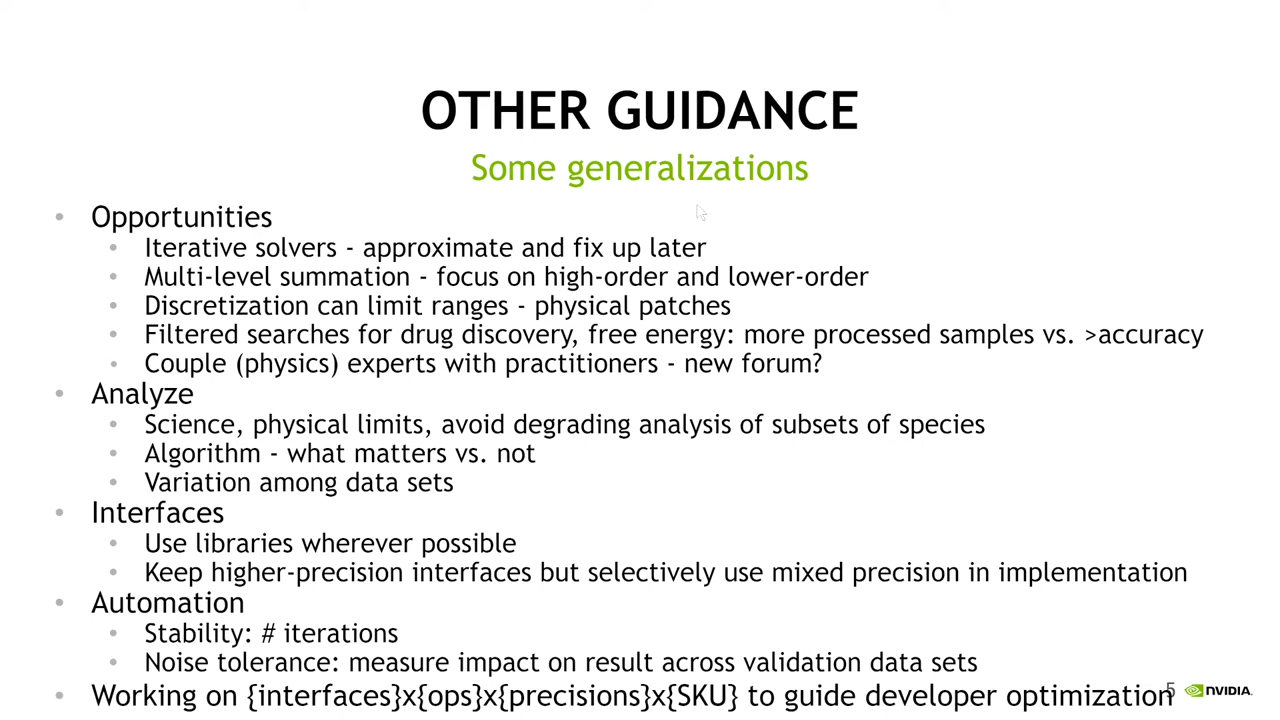 OTHER GUIDANCE
Some generalizations
• Opportunities
• Iterative solvers - approximate and fix up later
• Multi-level summation - focus on high-order and lower-order
• Discretization can limit ranges - physical patches
• Filtered searches for drug discovery, free energy: more processed samples vs. >accuracy
• Couple (physics) experts with practitioners - new forum?
• Analyze
• Science, physical limits, avoid degrading analysis of subsets of species
• Algorithm - what matters vs. not
• Variation among data sets
• Interfaces
• Use libraries wherever possible
• Keep higher-precision interfaces but selectively use mixed precision in implementation
• Automation
• Stability: # iterations
• Noise tolerance: measure impact on result across validation data sets
• Working on {interfaces}x{ops}x{precisions}x{SKU} to guide developer optimization
5 NVIDIA.